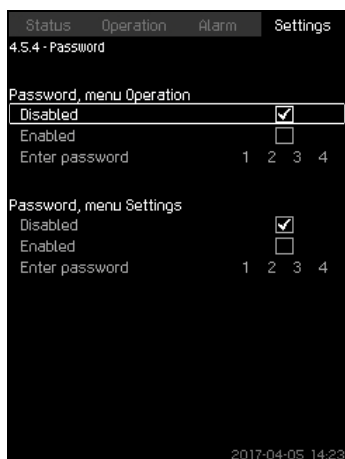 Status Operation Alarm Settings
4.5.4 - Password
Password, menu Operation
Disabled
Enabled
Enter password 1 2 3 4
Password, menu Settings
Disabled
Enabled
Enter password 1 2 3 4
2017-04-05 14:23